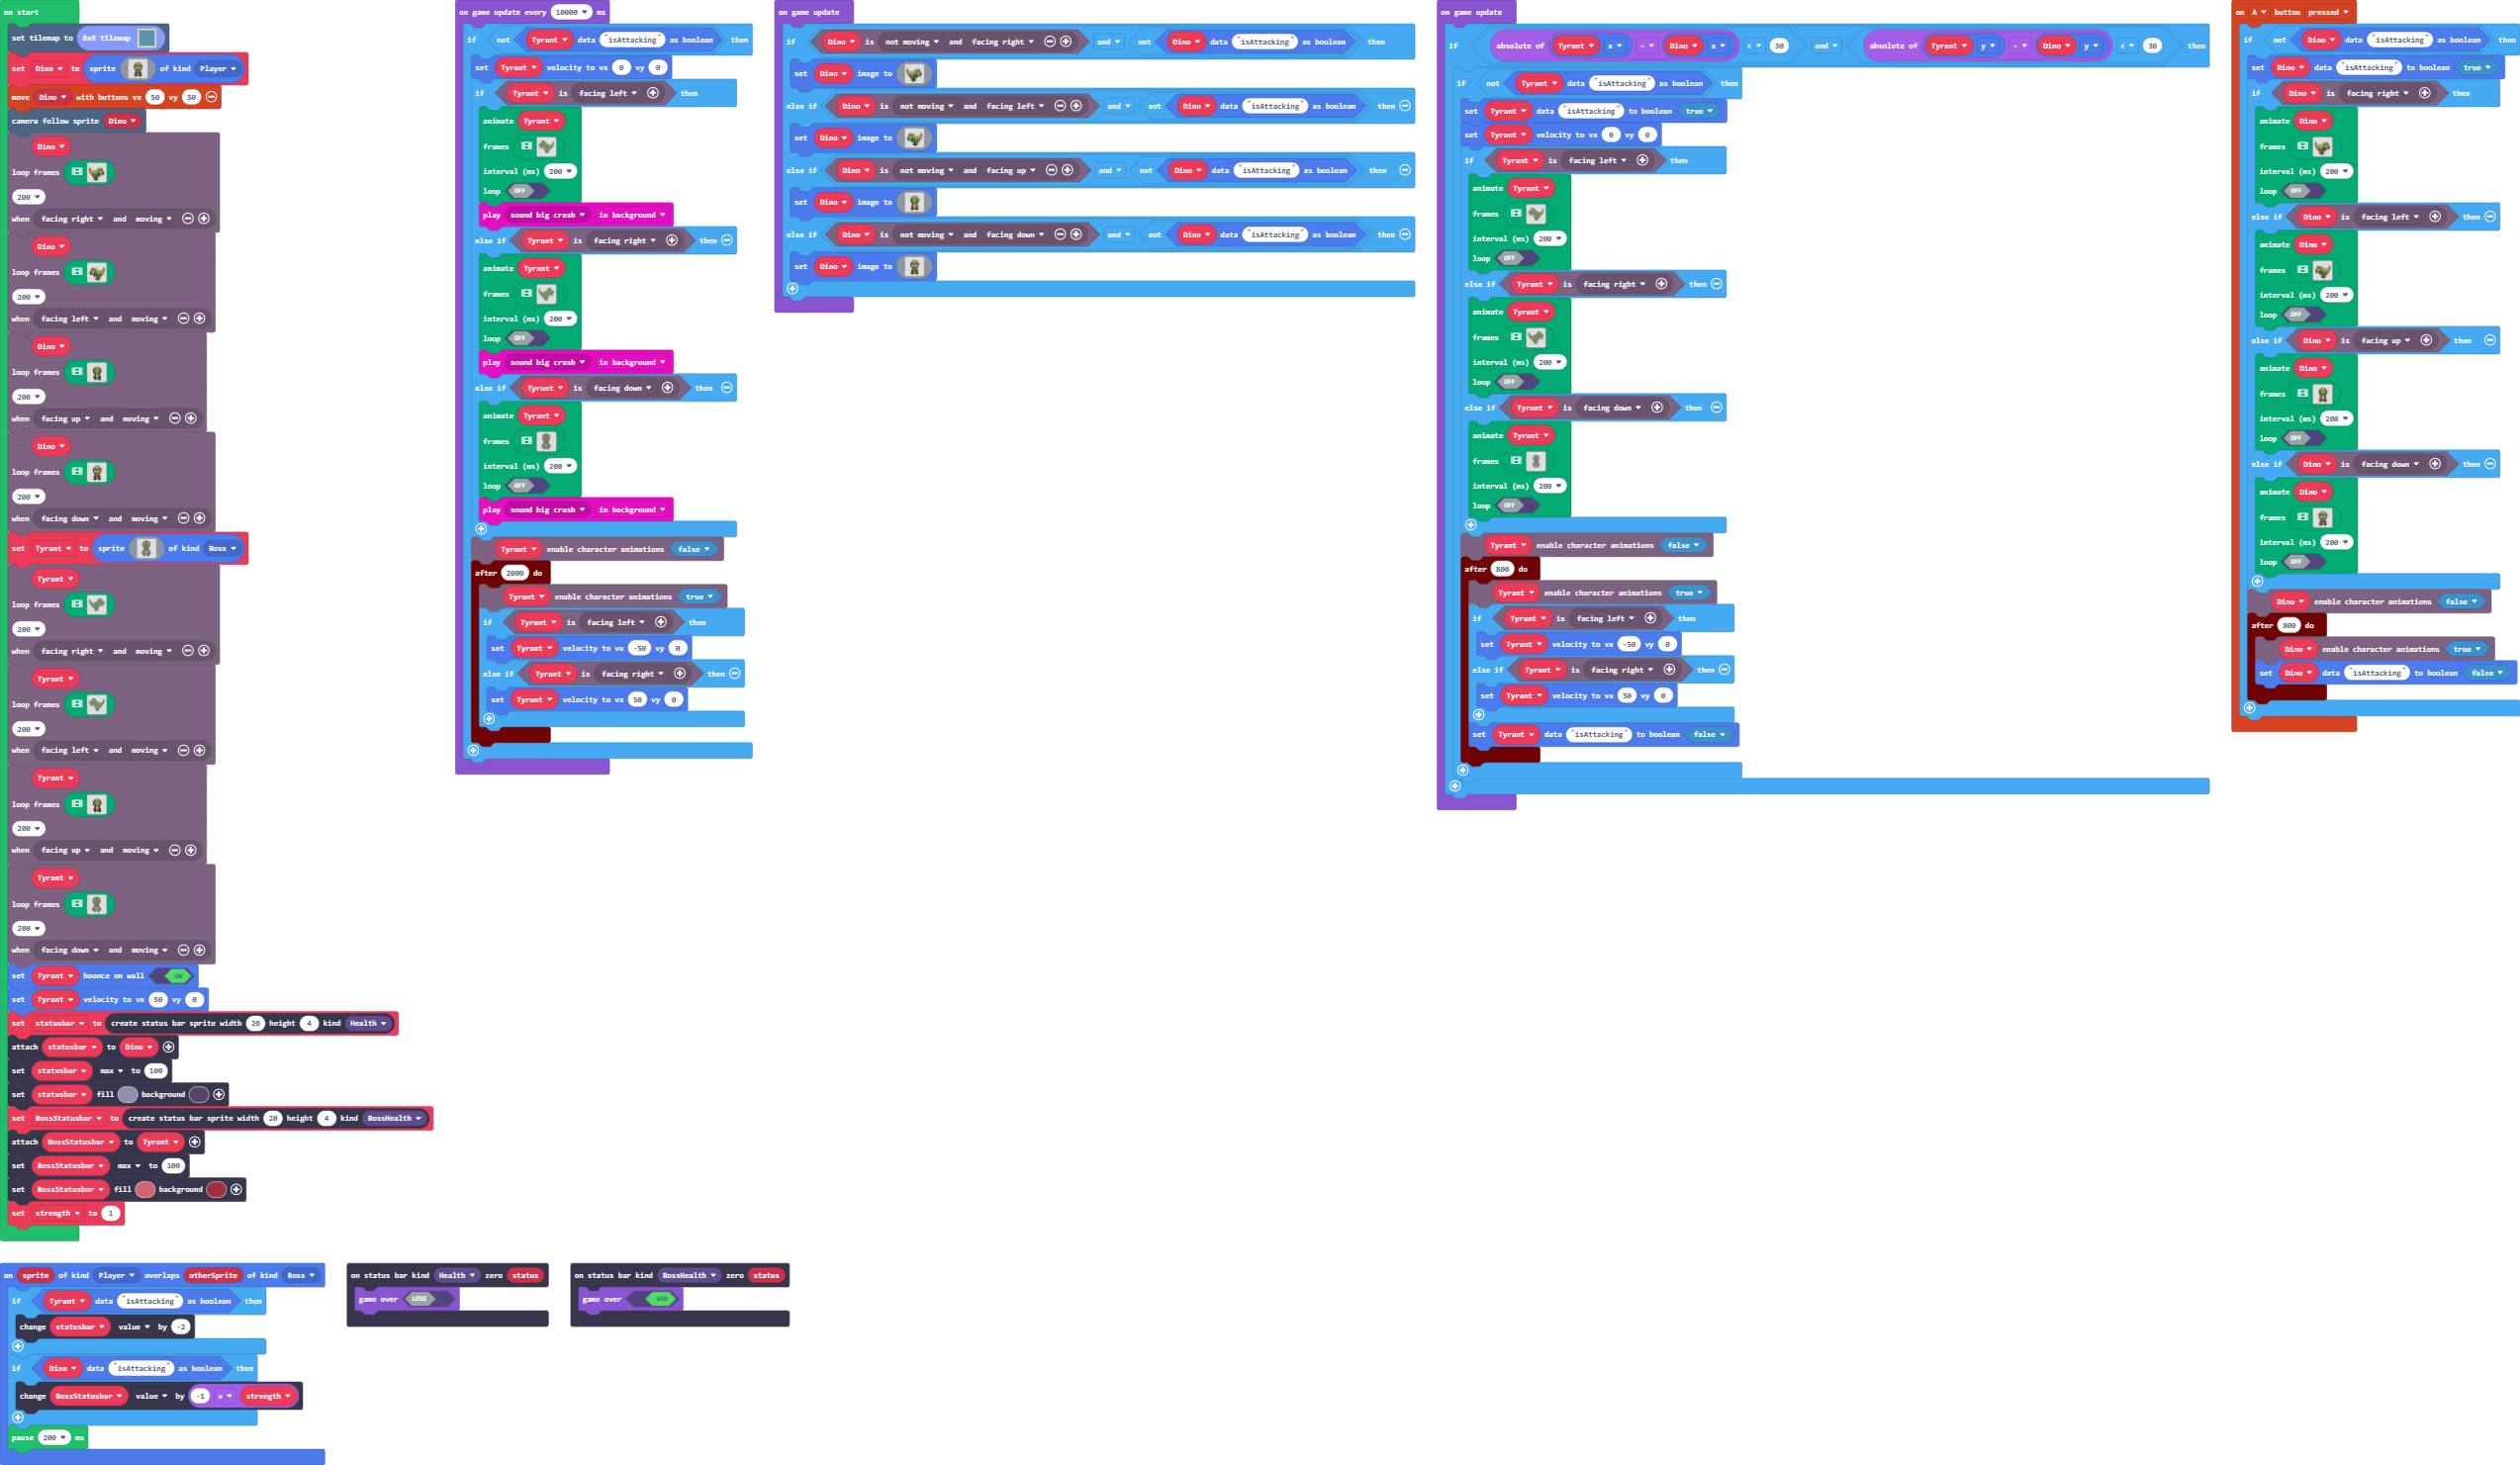 on start
set tilemap to 8x8 tilemap
set Dino to sprite of kind Player
move Dino with buttons vx 50 vy 50
camera follow sprite Dino
Dino
loop frames
200
when facing right and moving
Dino
loop frames
200
when facing left and moving
Dino
loop frames
200
when facing up and moving
Dino
loop frames
200
when facing down and moving
set Tyrant to sprite of kind Boss
Tyrant
loop frames
200
when facing right and moving
Tyrant
loop frames
200
when facing left and moving
Tyrant
loop frames
200
when facing up and moving
Tyrant
loop frames
200
when facing down and moving
set Tyrant bounce on wall ON
set Tyrant velocity to vx 50 vy 0
set statusbar to create status bar sprite width 20 height 4 kind Health
attach statusbar to Dino
set statusbar max to 100
set statusbar fill background
set BossStatusbar to create status bar sprite width 20 height 4 kind BossHealth
attach BossStatusbar to Tyrant
set BossStatusbar max to 100
set BossStatusbar fill background
set strength to 1
on game update every 10000 ms
if not Tyrant data "isAttacking" as boolean then
set Tyrant velocity to vx 0 vy 0
if Tyrant is facing left then
animate Tyrant
frames
interval (ms) 200
loop OFF
play sound big crash in background
else if Tyrant is facing right then
animate Tyrant
frames
interval (ms) 200
loop OFF
play sound big crash in background
else if Tyrant is facing down then
animate Tyrant
frames
interval (ms) 200
loop OFF
play sound big crash in background
Tyrant enable character animations false
after 2000 do
Tyrant enable character animations true
if Tyrant is facing left then
set Tyrant velocity to vx -50 vy 0
else if Tyrant is facing right then
set Tyrant velocity to vx 50 vy 0
on game update
if Dino is not moving and facing right and not Dino data "isAttacking" as boolean then
set Dino image to
else if Dino is not moving and facing left and not Dino data "isAttacking" as boolean then
set Dino image to
else if Dino is not moving and facing up and not Dino data "isAttacking" as boolean then
set Dino image to
else if Dino is not moving and facing down and not Dino data "isAttacking" as boolean then
set Dino image to
on game update
if absolute of Tyrant x - Dino x < 30 and absolute of Tyrant y - Dino y < 30 then
if not Tyrant data "isAttacking" as boolean then
set Tyrant data "isAttacking" to boolean true
set Tyrant velocity to vx 0 vy 0
if Tyrant is facing left then
animate Tyrant
frames
interval (ms) 200
loop OFF
else if Tyrant is facing right then
animate Tyrant
frames
interval (ms) 200
loop OFF
else if Tyrant is facing down then
animate Tyrant
frames
interval (ms) 200
loop OFF
Tyrant enable character animations false
after 800 do
Tyrant enable character animations true
if Tyrant is facing left then
set Tyrant velocity to vx -50 vy 0
else if Tyrant is facing right then
set Tyrant velocity to vx 50 vy 0
set Tyrant data "isAttacking" to boolean false
on A button pressed
if not Dino data "isAttacking" as boolean then
set Dino data "isAttacking" to boolean true
if Dino is facing right then
animate Dino
frames
interval (ms) 200
loop OFF
else if Dino is facing left then
animate Dino
frames
interval (ms) 200
loop OFF
else if Dino is facing up then
animate Dino
frames
interval (ms) 200
loop OFF
else if Dino is facing down then
animate Dino
frames
interval (ms) 200
loop OFF
Dino enable character animations false
after 800 do
Dino enable character animations true
set Dino data "isAttacking" to boolean false
on sprite of kind Player overlaps otherSprite of kind Boss
if Tyrant data "isAttacking" as boolean then
change statusbar value by -2
if Dino data "isAttacking" as boolean then
change BossStatusbar value by -1 × strength
pause 200 ms
on status bar kind Health zero status
game over LOSE
on status bar kind BossHealth zero status
game over WIN